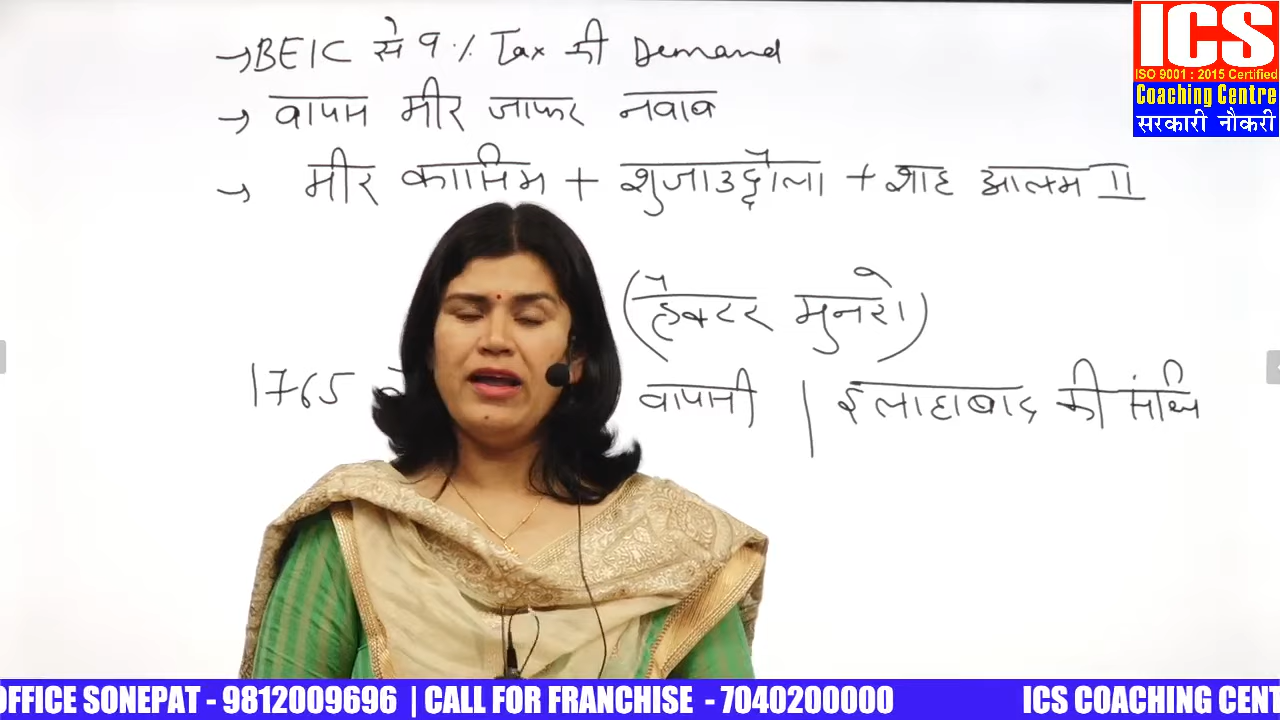 → BEIC से 9% Tax की Demand
→ वापस मीर जाफर नवाब
→ मीर कासिम + शुजाउद्दौला + शाह आलम II
(हैक्टर मुनरो)
1765 वापसी | इलाहाबाद की संधि
ICS
ISO 9001 : 2015 Certified
Coaching Centre
सरकारी नौकरी
OFFICE SONEPAT - 9812009696 | CALL FOR FRANCHISE - 7040200000 ICS COACHING CENT